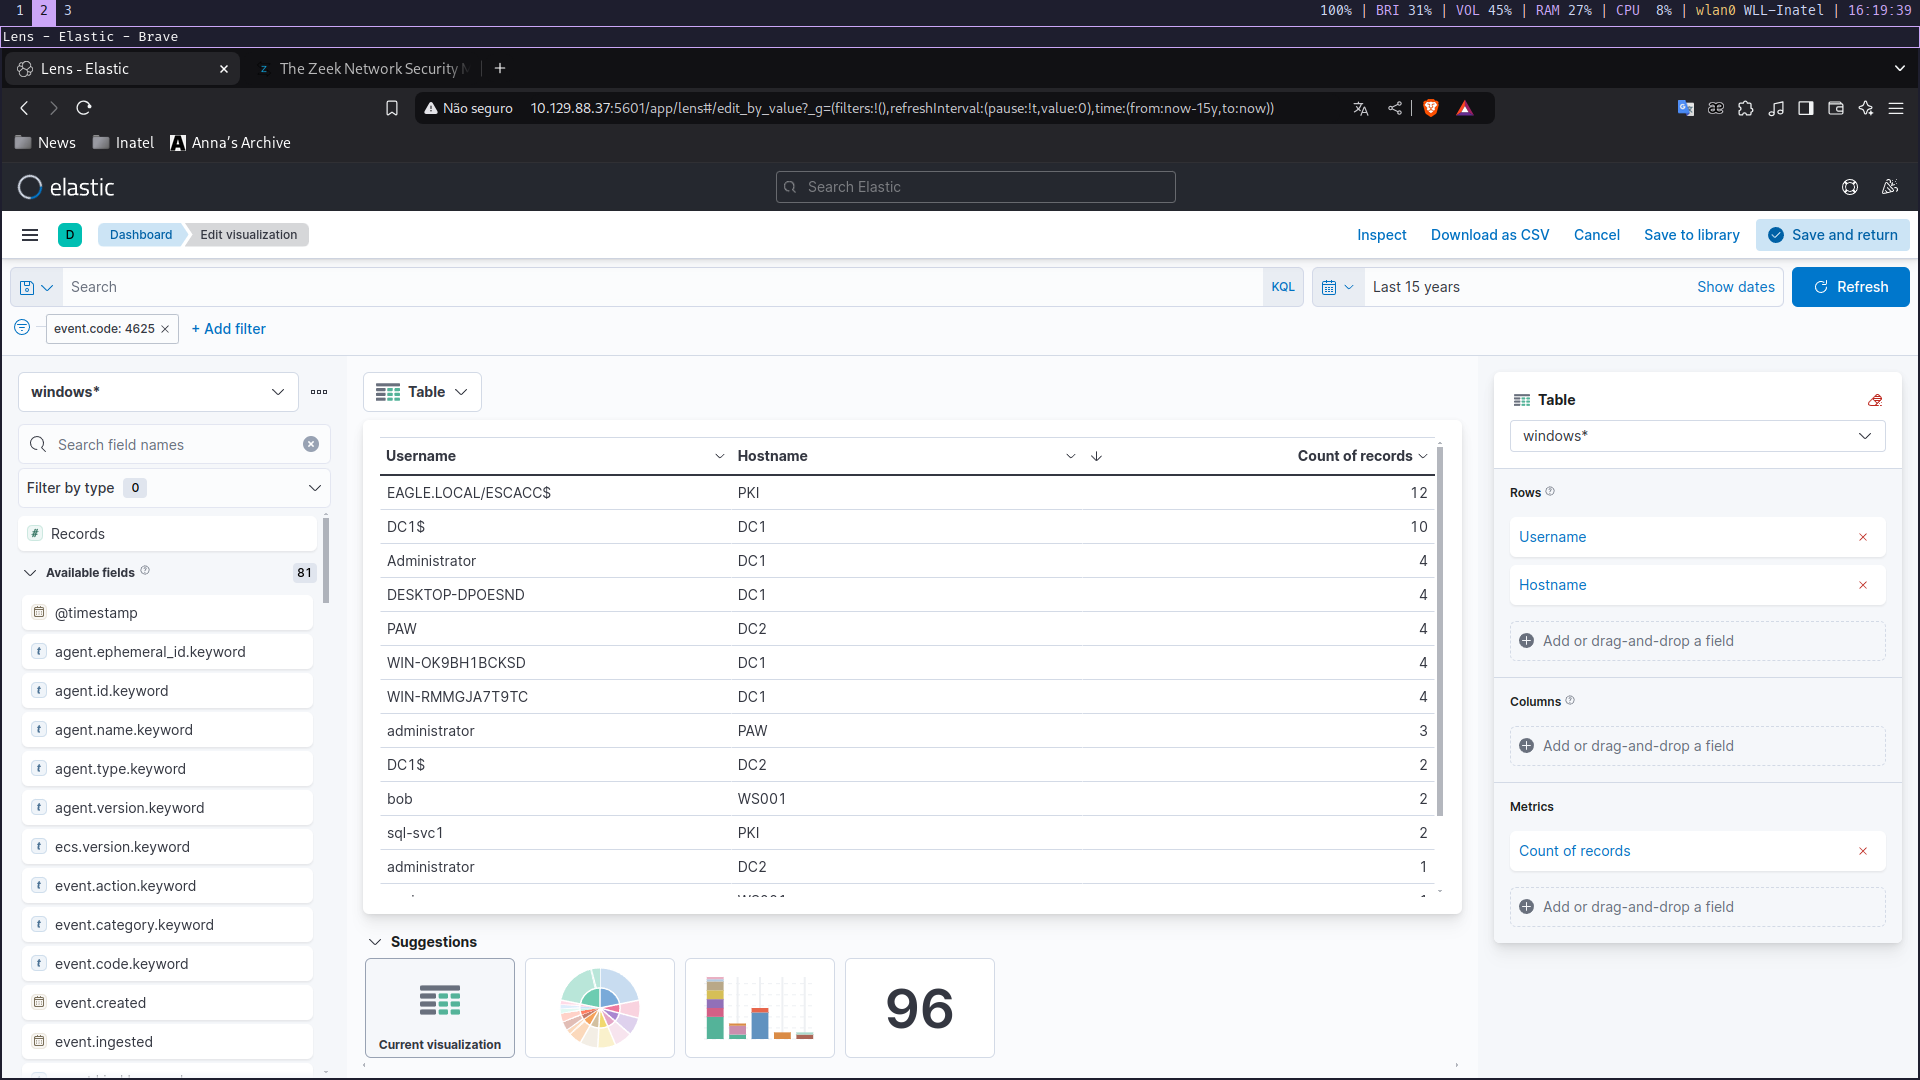 1 2 3 100% | BRI 31% | VOL 45% | RAM 27% | CPU 8% | wlan0 WLL-Inatel | 16:19:39
Lens - Elastic - Brave
Lens - Elastic The Zeek Network Security
Não seguro 10.129.88.37:5601/app/lens#/edit_by_value?_g=(filters:!(),refreshInterval:(pause:!t,value:0),time:(from:now-15y,to:now))
News Inatel Anna's Archive
elastic Search Elastic
D Dashboard Edit visualization Inspect Download as CSV Cancel Save to library Save and return
Search KQL Last 15 years Show dates Refresh
event.code: 4625 + Add filter
windows*
Search field names
Filter by type 0
Records
Available fields 81
@timestamp
agent.ephemeral_id.keyword
agent.id.keyword
agent.name.keyword
agent.type.keyword
agent.version.keyword
ecs.version.keyword
event.action.keyword
event.category.keyword
event.code.keyword
event.created
event.ingested
Table
Username Hostname Count of records
EAGLE.LOCAL/ESCACC$ PKI 12
DC1$ DC1 10
Administrator DC1 4
DESKTOP-DPOESND DC1 4
PAW DC2 4
WIN-OK9BH1BCKSD DC1 4
WIN-RMMGJA7T9TC DC1 4
administrator PAW 3
DC1$ DC2 2
bob WS001 2
sql-svc1 PKI 2
administrator DC2 1
Suggestions
Current visualization
96
Table
windows*
Rows
Username
Hostname
Add or drag-and-drop a field
Columns
Add or drag-and-drop a field
Metrics
Count of records
Add or drag-and-drop a field